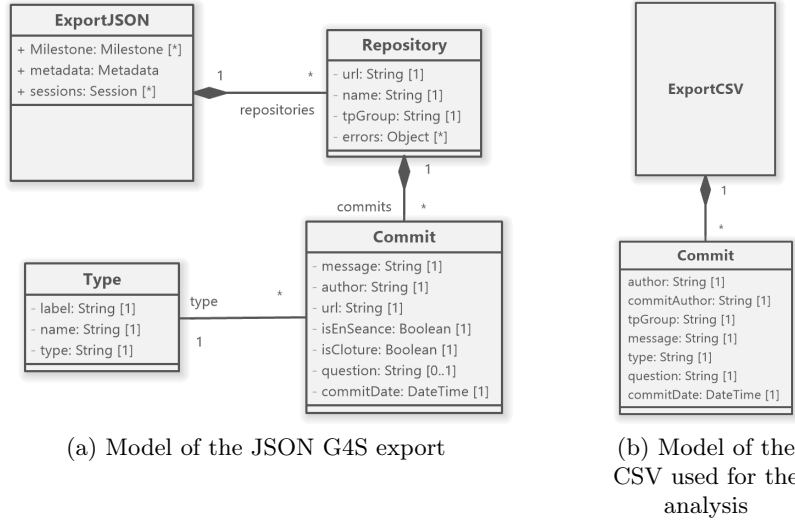 ExportJSON
+ Milestone: Milestone [*]
+ metadata: Metadata
+ sessions: Session [*]
1
*
repositories
Repository
- url: String [1]
- name: String [1]
- tpGroup: String [1]
- errors: Object [*]
1
commits
*
Commit
- message: String [1]
- author: String [1]
- url: String [1]
- isEnSeance: Boolean [1]
- isCloture: Boolean [1]
- question: String [0..1]
- commitDate: DateTime [1]
Type
- label: String [1]
- name: String [1]
- type: String [1]
type
*
1
(a) Model of the JSON G4S export
ExportCSV
1
*
Commit
author: String [1]
commitAuthor: String [1]
tpGroup: String [1]
message: String [1]
type: String [1]
question: String [1]
commitDate: DateTime [1]
(b) Model of the
CSV used for the
analysis